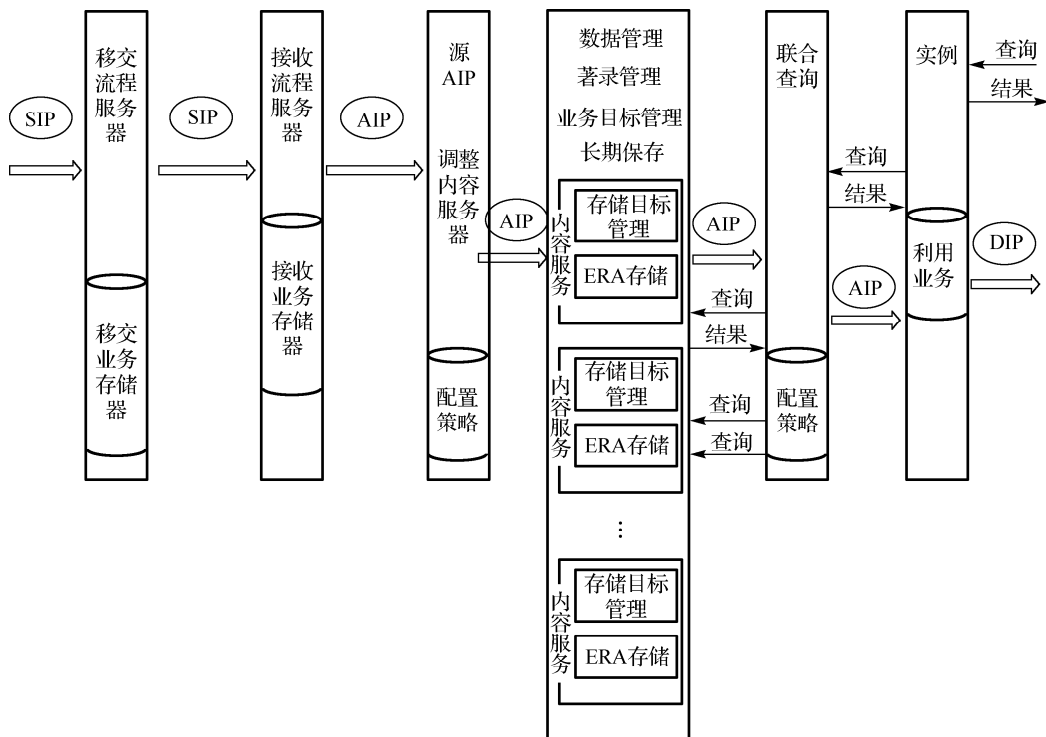 SIP
移交
流程
服务
器
移交
业务
存储
器
SIP
接收
流程
服务
器
接收
业务
存储
器
AIP
源
AIP
调整
内容
服务
器
配置
策略
AIP
数据管理
著录管理
业务目标管理
长期保存
内容服务
存储目标
管理
ERA存储
内容服务
存储目标
管理
ERA存储
⋮
内容服务
存储目标
管理
ERA存储
AIP
查询
结果
查询
查询
联合
查询
配置
策略
查询
结果
AIP
实例
利用
业务
查询
结果
DIP